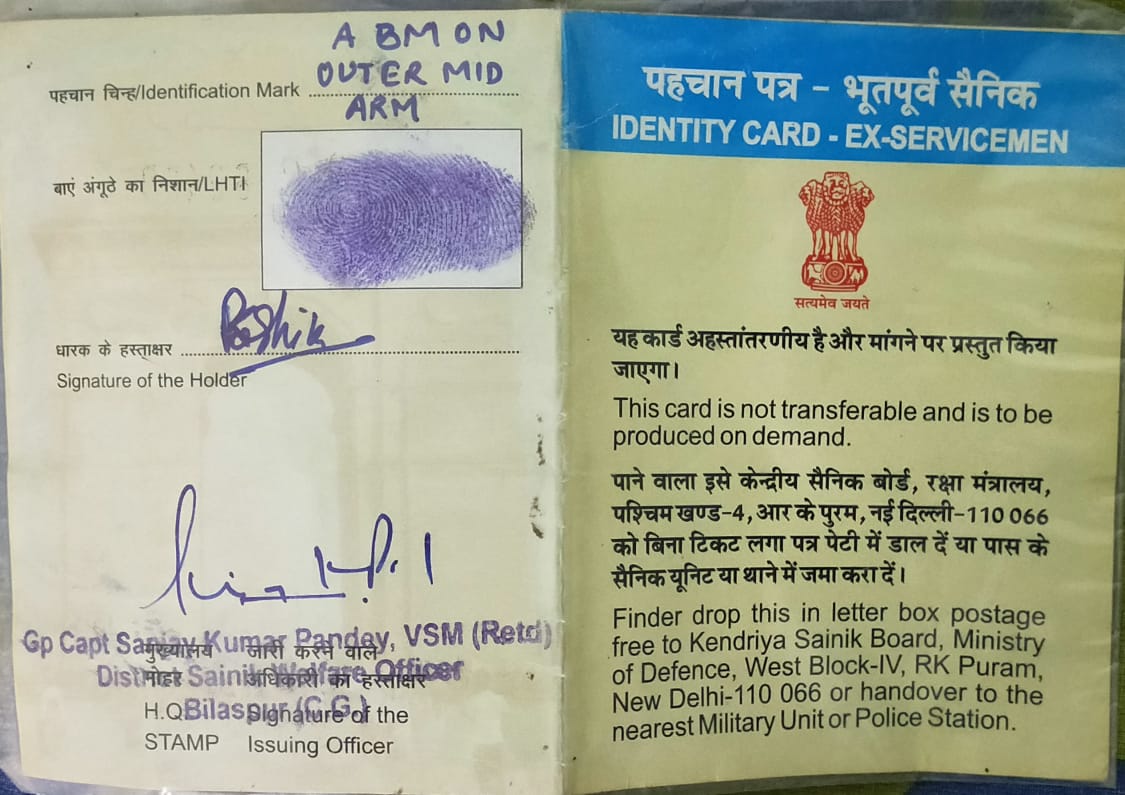 A BM ON
OUTER MID
पहचान चिन्ह/Identification Mark
ARM
बाएं अंगूठे का निशान/LHTI
धारक के हस्ताक्षर
Signature of the Holder
Gp Capt Sanjay Kumar Pandey, VSM (Retd)
मुख्यालय जारी करने वाले
District Sainik Welfare Officer
मोहर अधिकारी का हस्ताक्षर
Bilaspur (C.G.)
H.Q. Signature of the
STAMP Issuing Officer
पहचान पत्र - भूतपूर्व सैनिक
IDENTITY CARD - EX-SERVICEMEN
सत्यमेव जयते
यह कार्ड अहस्तांतरणीय है और मांगने पर प्रस्तुत किया
जाएगा।
This card is not transferable and is to be
produced on demand.
पाने वाला इसे केन्द्रीय सैनिक बोर्ड, रक्षा मंत्रालय,
पश्चिम खण्ड-4, आर के पुरम, नई दिल्ली-110 066
को बिना टिकट लगा पत्र पेटी में डाल दें या पास के
सैनिक यूनिट या थाने में जमा करा दें।
Finder drop this in letter box postage
free to Kendriya Sainik Board, Ministry
of Defence, West Block-IV, RK Puram,
New Delhi-110 066 or handover to the
nearest Military Unit or Police Station.